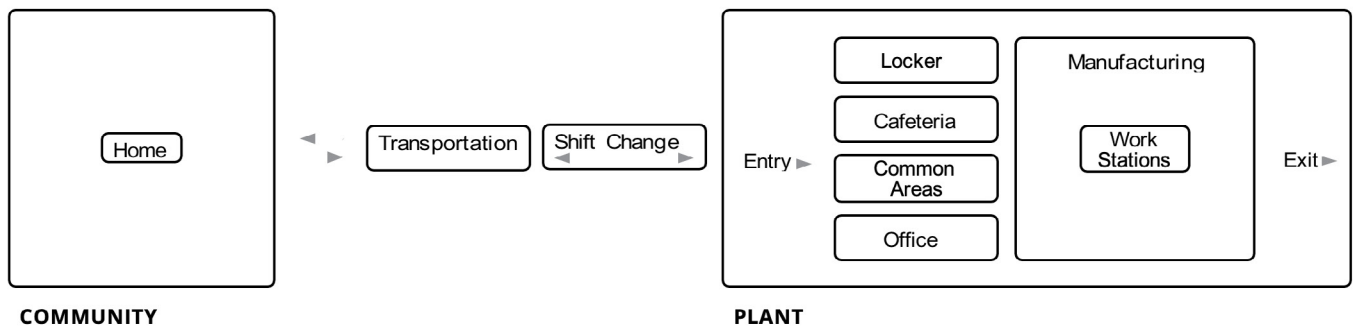 Home
COMMUNITY
Transportation
Shift Change
Entry
Locker
Cafeteria
Common
Areas
Office
Manufacturing
Work
Stations
Exit
PLANT